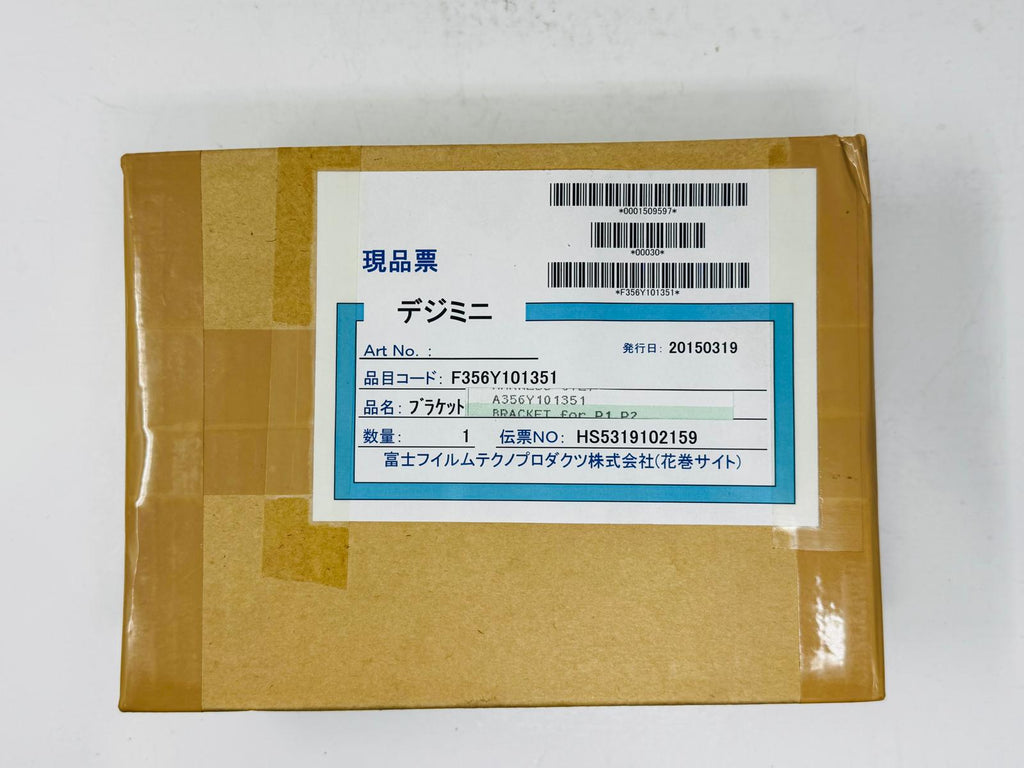 *0001509597*
*00030*
*F356Y101351*
現品票
デジミニ
Art No. :
発行日: 20150319
品目コード: F356Y101351
A356Y101351
品名: ブラケット BRACKET for P1 P2
数量: 1 伝票NO: HS5319102159
富士フイルムテクノプロダクツ株式会社(花巻サイト)